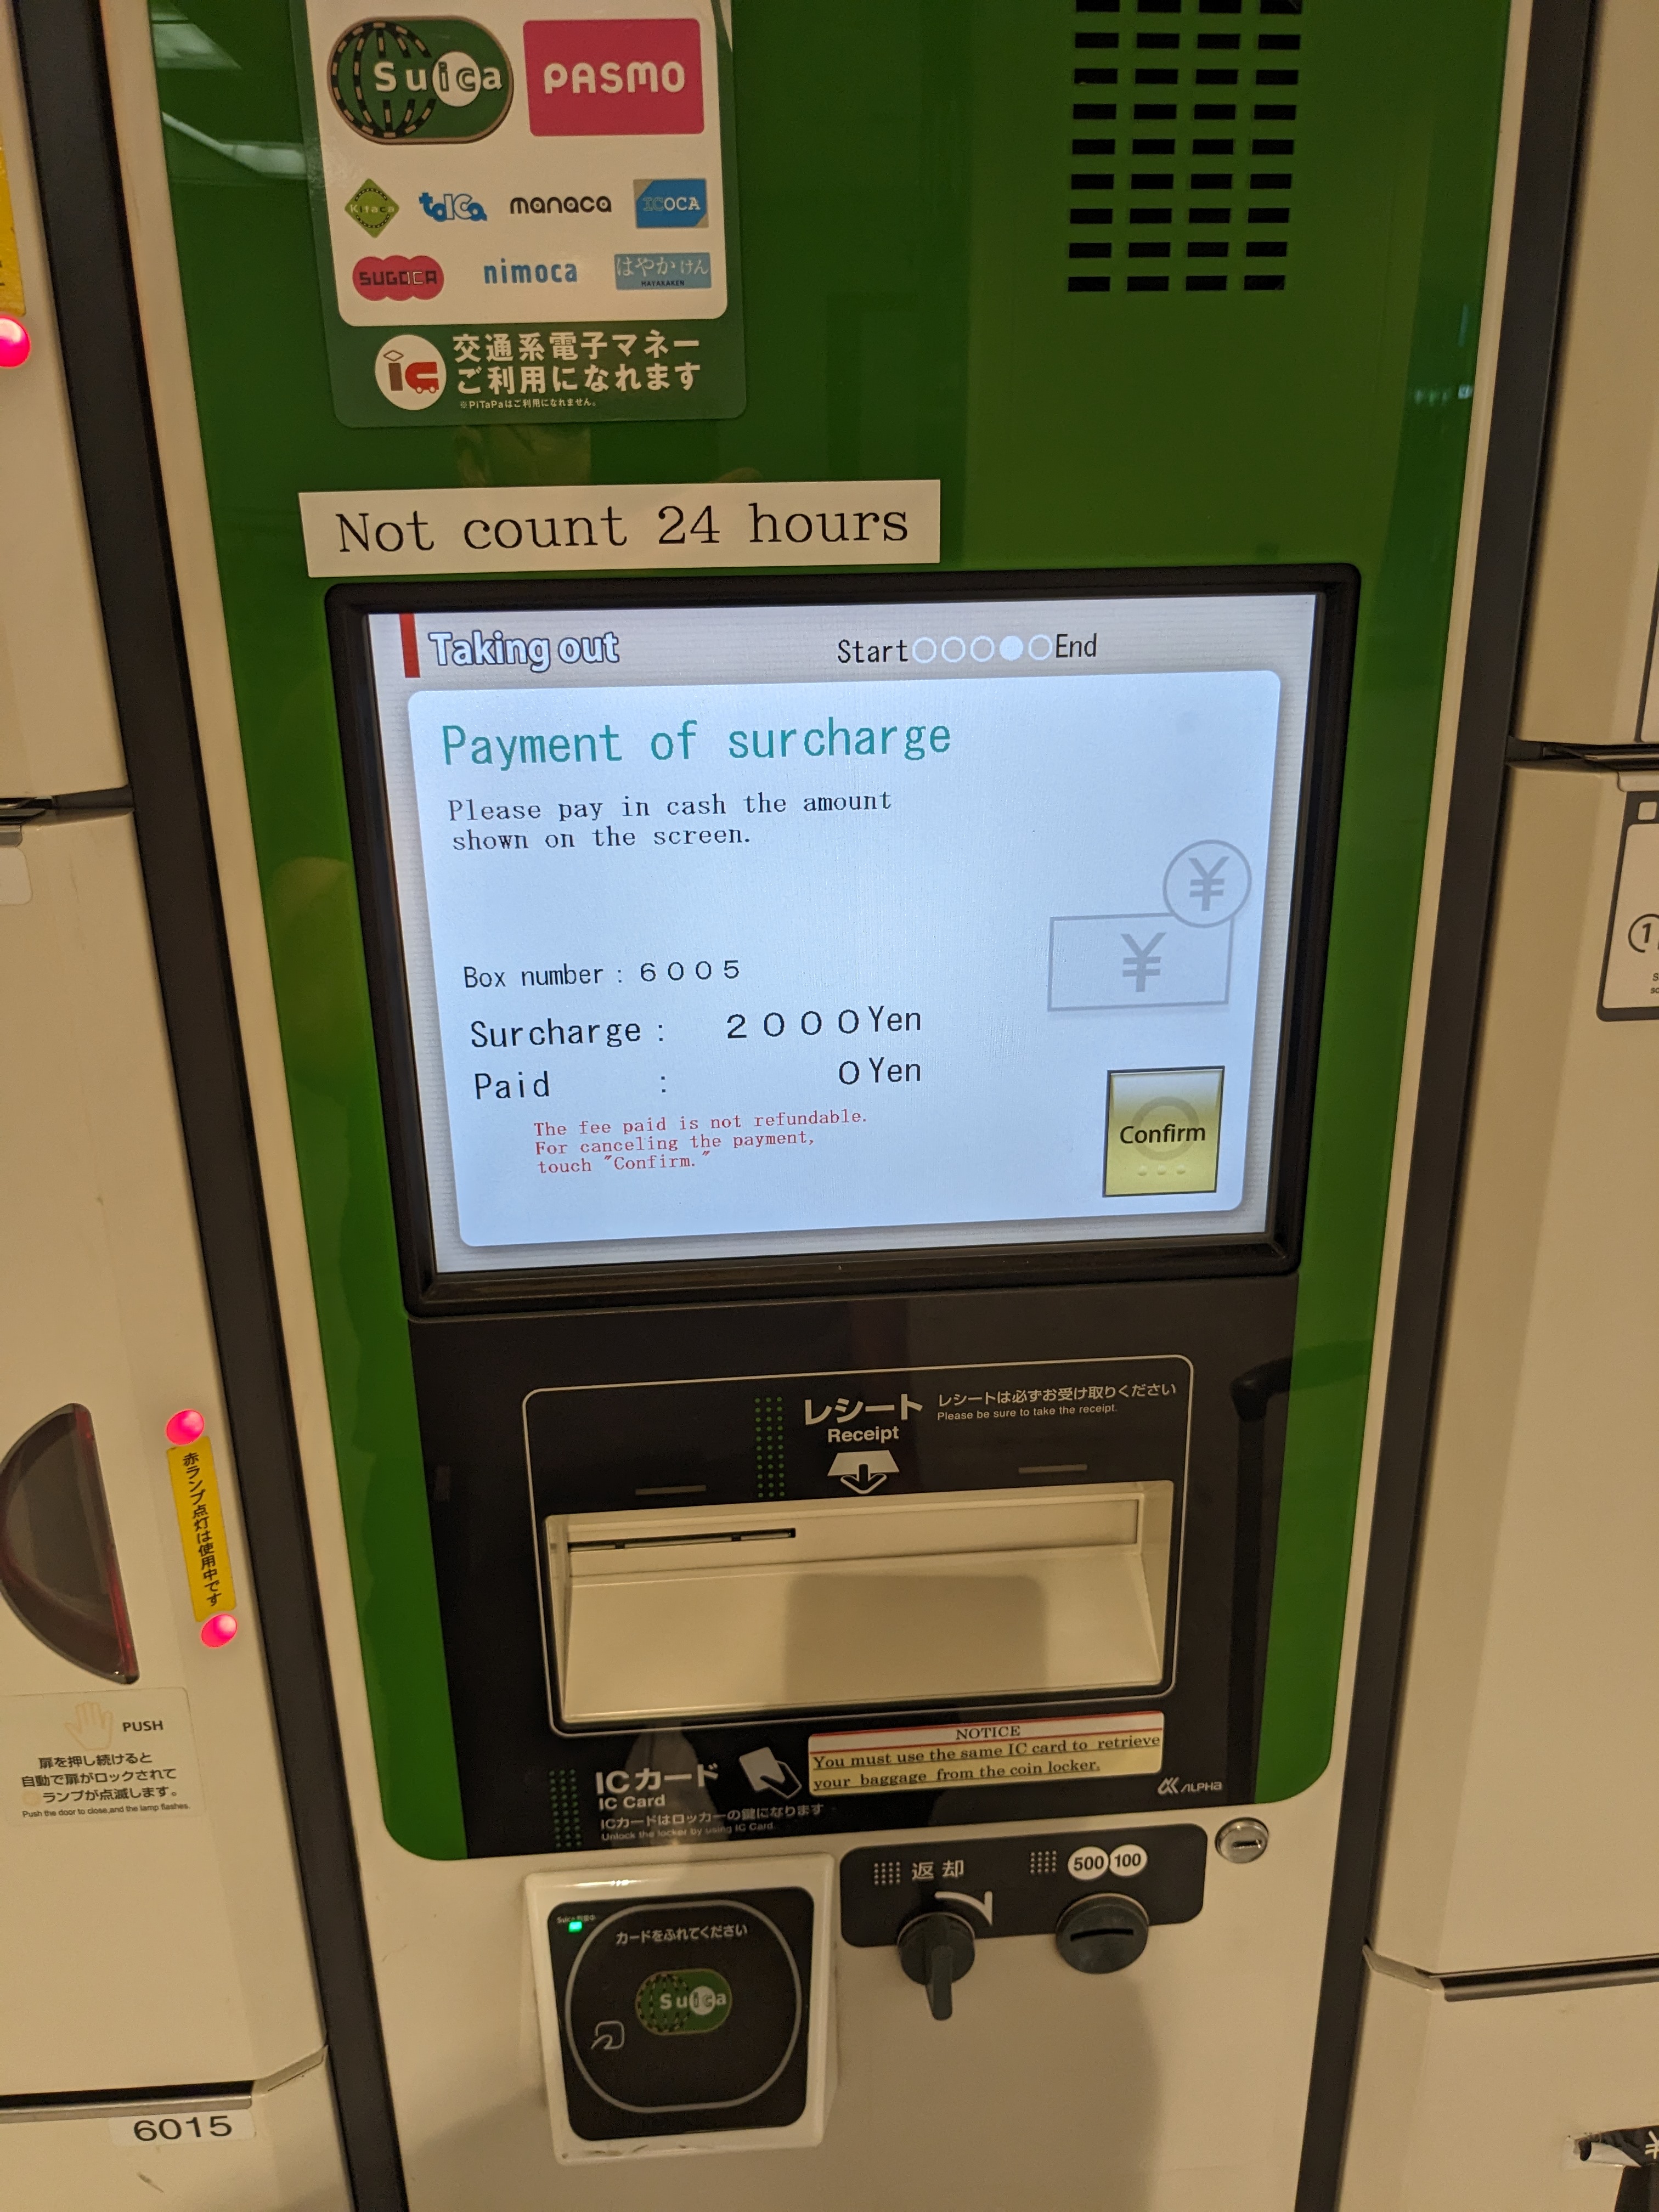 Suica PASMO
Kitaca toica manaca ICOCA
SUGOCA nimoca はやかけん
HAYAKAKEN
交通系電子マネー
ご利用になれます
※PiTaPaはご利用になれません。
Not count 24 hours
Taking out Start End
Payment of surcharge
Please pay in cash the amount
shown on the screen.
¥
¥
Box number : 6005
Surcharge : 2000Yen
Paid : 0Yen
The fee paid is not refundable.
For canceling the payment,
touch "Confirm."
Confirm
レシート
Receipt
レシートは必ずお受け取りください
Please be sure to take the receipt.
赤ランプ点灯は使用中です
PUSH
扉を押し続けると
自動で扉がロックされて
ランプが点滅します。
Push the door to close,and the lamp flashes.
NOTICE
You must use the same IC card to retrieve
your baggage from the coin locker.
ICカード
IC Card
ICカードはロッカーの鍵になります
Unlock the locker by using IC Card.
ALPHA
返却 500 100
カードをふれてください
Suica
6015
1
¥